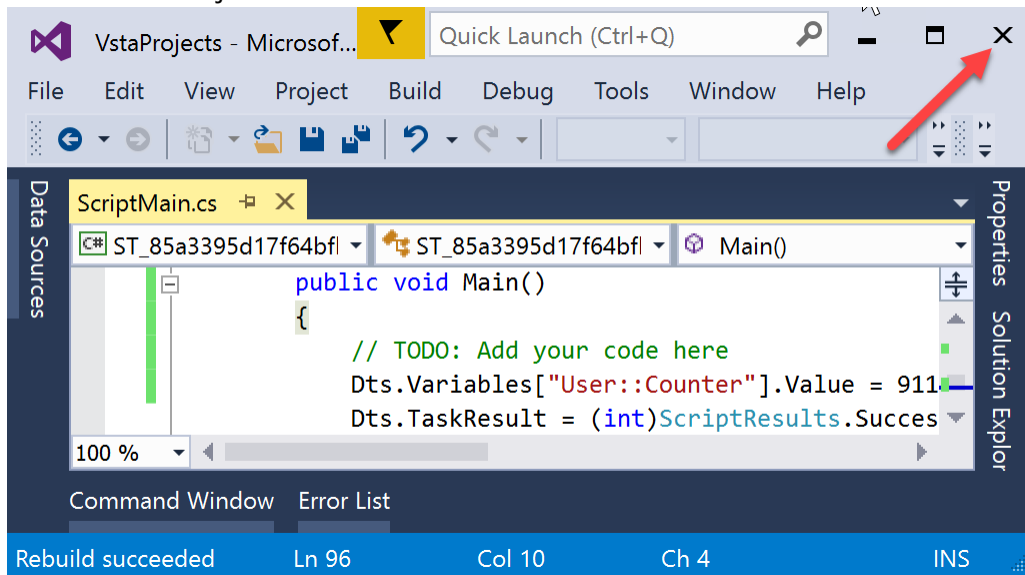 VstaProjects - Microsof...
Quick Launch (Ctrl+Q)
File Edit View Project Build Debug Tools Window Help
Data Sources
ScriptMain.cs
C# ST_85a3395d17f64bfl ST_85a3395d17f64bfl Main()
public void Main()
{
// TODO: Add your code here
Dts.Variables["User::Counter"].Value = 911
Dts.TaskResult = (int)ScriptResults.Succes
100 %
Properties
Solution Explor
Command Window Error List
Rebuild succeeded Ln 96 Col 10 Ch 4 INS